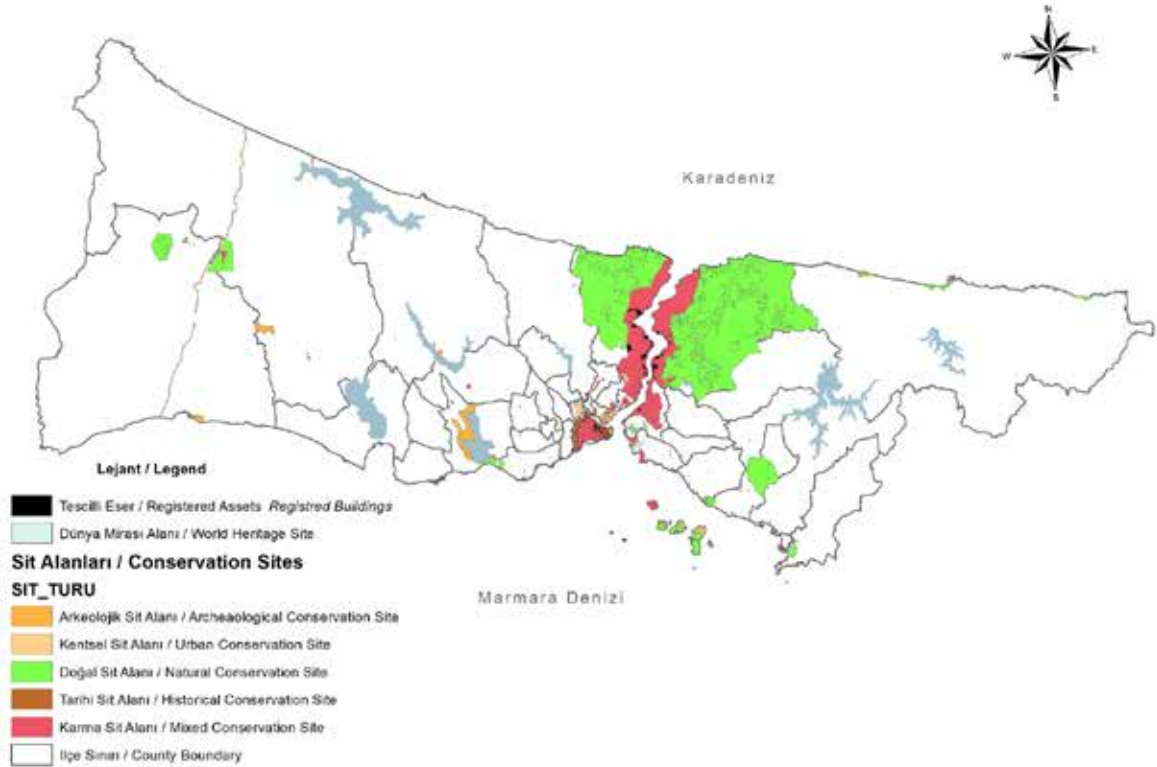 N
W E
S
Karadeniz
Lejant / Legend
Tescilli Eser / Registered Assets Registred Buildings
Dünya Mirası Alanı / World Heritage Site
Sit Alanları / Conservation Sites
SIT_TURU
Marmara Denizi
Arkeolojik Sit Alanı / Archeaological Conservation Site
Kentsel Sit Alanı / Urban Conservation Site
Doğal Sit Alanı / Natural Conservation Site
Tarihi Sit Alanı / Historical Conservation Site
Karma Sit Alanı / Mixed Conservation Site
İlçe Sınırı / County Boundary